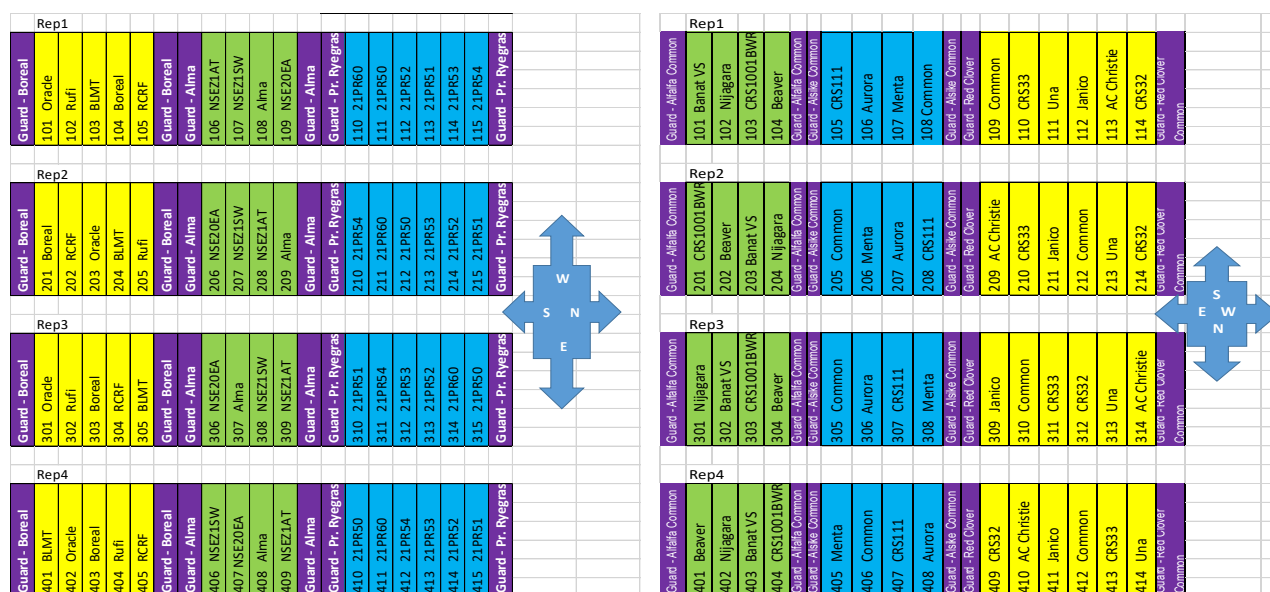 Rep1
Guard - Boreal
101 Oracle
102 Rufi
103 BLMT
104 Boreal
105 RCRF
Guard - Boreal
Guard - Alma
106 NSEZ1AT
107 NSEZ1SW
108 Alma
109 NSE20EA
Guard - Alma
Guard - Pr. Ryegras
110 21PR60
111 21PR50
112 21PR52
113 21PR51
114 21PR53
115 21PR54
Rep2
Guard - Boreal
201 Boreal
202 RCRF
203 Oracle
204 BLMT
205 Rufi
Guard - Boreal
Guard - Alma
206 NSE20EA
207 NSEZ1SW
208 NSEZ1AT
209 Alma
Guard - Alma
Guard - Pr. Ryegras
210 21PR54
211 21PR60
212 21PR50
213 21PR53
214 21PR52
215 21PR51
Guard - Pr. Ryegras
Rep3
Guard - Boreal
301 Oracle
302 Rufi
303 Boreal
304 RCRF
305 BLMT
Guard - Boreal
Guard - Alma
306 NSE20EA
307 Alma
308 NSEZ1SW
309 NSEZ1AT
Guard - Alma
Guard - Pr. Ryegras
310 21PR51
311 21PR54
312 21PR53
313 21PR52
314 21PR60
315 21PR50
Guard - Pr. Ryegras
Rep4
Guard - Boreal
401 BLMT
402 Oracle
403 Boreal
404 Rufi
405 RCRF
Guard - Boreal
Guard - Alma
406 NSEZ1SW
407 NSE20EA
408 Alma
409 NSEZ1AT
Guard - Alma
Guard - Pr. Ryegras
410 21PR50
411 21PR60
412 21PR54
413 21PR53
414 21PR52
415 21PR51
Guard - Pr. Ryegras
W
S N
E
Rep1
Guard - Alfalfa Common
101 Banat VS
102 Nijagara
103 CRS1001BWR
104 Beaver
Guard - Alfalfa Common
Guard - Alsike Common
105 CRS111
106 Aurora
107 Menta
108 Common
Guard - Alsike Common
Guard - Red Clover
109 Common
110 CRS33
111 Una
112 Janico
113 AC Christie
114 CRS32
Guard - Red Clover
Common
Rep2
Guard - Alfalfa Common
201 CRS1001BWR
202 Beaver
203 Banat VS
204 Nijagara
Guard - Alfalfa Common
Guard - Alsike Common
205 Common
206 Menta
207 Aurora
208 CRS111
Guard - Alsike Common
Guard - Red Clover
209 AC Christie
210 CRS33
211 Janico
212 Common
213 Una
214 CRS32
Guard - Red Clover
Common
Rep3
Guard - Alfalfa Common
301 Nijagara
302 Banat VS
303 CRS1001BWR
304 Beaver
Guard - Alfalfa Common
Guard - Alsike Common
305 Common
306 Aurora
307 CRS111
308 Menta
Guard - Alsike Common
Guard - Red Clover
309 Janico
310 Common
311 CRS33
312 CRS32
313 Una
314 AC Christie
Guard - Red Clover
Common
Rep4
Guard - Alfalfa Common
401 Beaver
402 Nijagara
403 Banat VS
404 CRS1001BWR
Guard - Alfalfa Common
Guard - Alsike Common
405 Menta
406 Common
407 CRS111
408 Aurora
Guard - Alsike Common
Guard - Red Clover
409 CRS32
410 AC Christie
411 Janico
412 Common
413 CRS33
414 Una
Guard - Red Clover
Common
S
E W
N